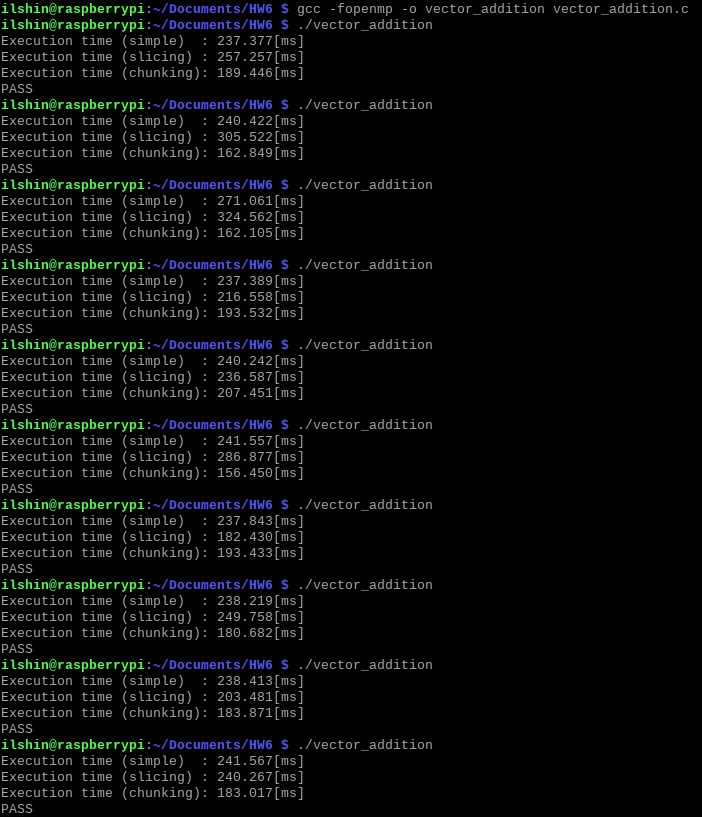 ilshin@raspberrypi:~/Documents/HW6 $ gcc -fopenmp -o vector_addition vector_addition.c
ilshin@raspberrypi:~/Documents/HW6 $ ./vector_addition
Execution time (simple)  : 237.377[ms]
Execution time (slicing) : 257.257[ms]
Execution time (chunking): 189.446[ms]
PASS
ilshin@raspberrypi:~/Documents/HW6 $ ./vector_addition
Execution time (simple)  : 240.422[ms]
Execution time (slicing) : 305.522[ms]
Execution time (chunking): 162.849[ms]
PASS
ilshin@raspberrypi:~/Documents/HW6 $ ./vector_addition
Execution time (simple)  : 271.061[ms]
Execution time (slicing) : 324.562[ms]
Execution time (chunking): 162.105[ms]
PASS
ilshin@raspberrypi:~/Documents/HW6 $ ./vector_addition
Execution time (simple)  : 237.389[ms]
Execution time (slicing) : 216.558[ms]
Execution time (chunking): 193.532[ms]
PASS
ilshin@raspberrypi:~/Documents/HW6 $ ./vector_addition
Execution time (simple)  : 240.242[ms]
Execution time (slicing) : 236.587[ms]
Execution time (chunking): 207.451[ms]
PASS
ilshin@raspberrypi:~/Documents/HW6 $ ./vector_addition
Execution time (simple)  : 241.557[ms]
Execution time (slicing) : 286.877[ms]
Execution time (chunking): 156.450[ms]
PASS
ilshin@raspberrypi:~/Documents/HW6 $ ./vector_addition
Execution time (simple)  : 237.843[ms]
Execution time (slicing) : 182.430[ms]
Execution time (chunking): 193.433[ms]
PASS
ilshin@raspberrypi:~/Documents/HW6 $ ./vector_addition
Execution time (simple)  : 238.219[ms]
Execution time (slicing) : 249.758[ms]
Execution time (chunking): 180.682[ms]
PASS
ilshin@raspberrypi:~/Documents/HW6 $ ./vector_addition
Execution time (simple)  : 238.413[ms]
Execution time (slicing) : 203.481[ms]
Execution time (chunking): 183.871[ms]
PASS
ilshin@raspberrypi:~/Documents/HW6 $ ./vector_addition
Execution time (simple)  : 241.567[ms]
Execution time (slicing) : 240.267[ms]
Execution time (chunking): 183.017[ms]
PASS